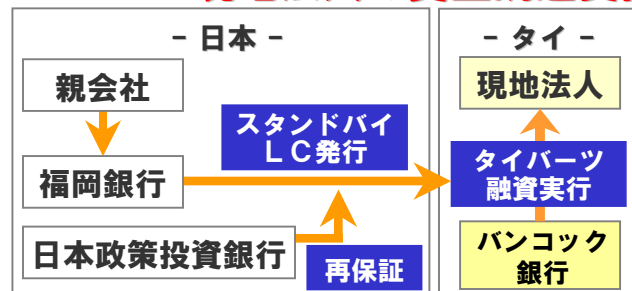 - 日本 -
- タイ -
親会社
現地法人
スタンドバイ
LC発行
福岡銀行
タイバーツ
融資実行
日本政策投資銀行
再保証
バンコック
銀行